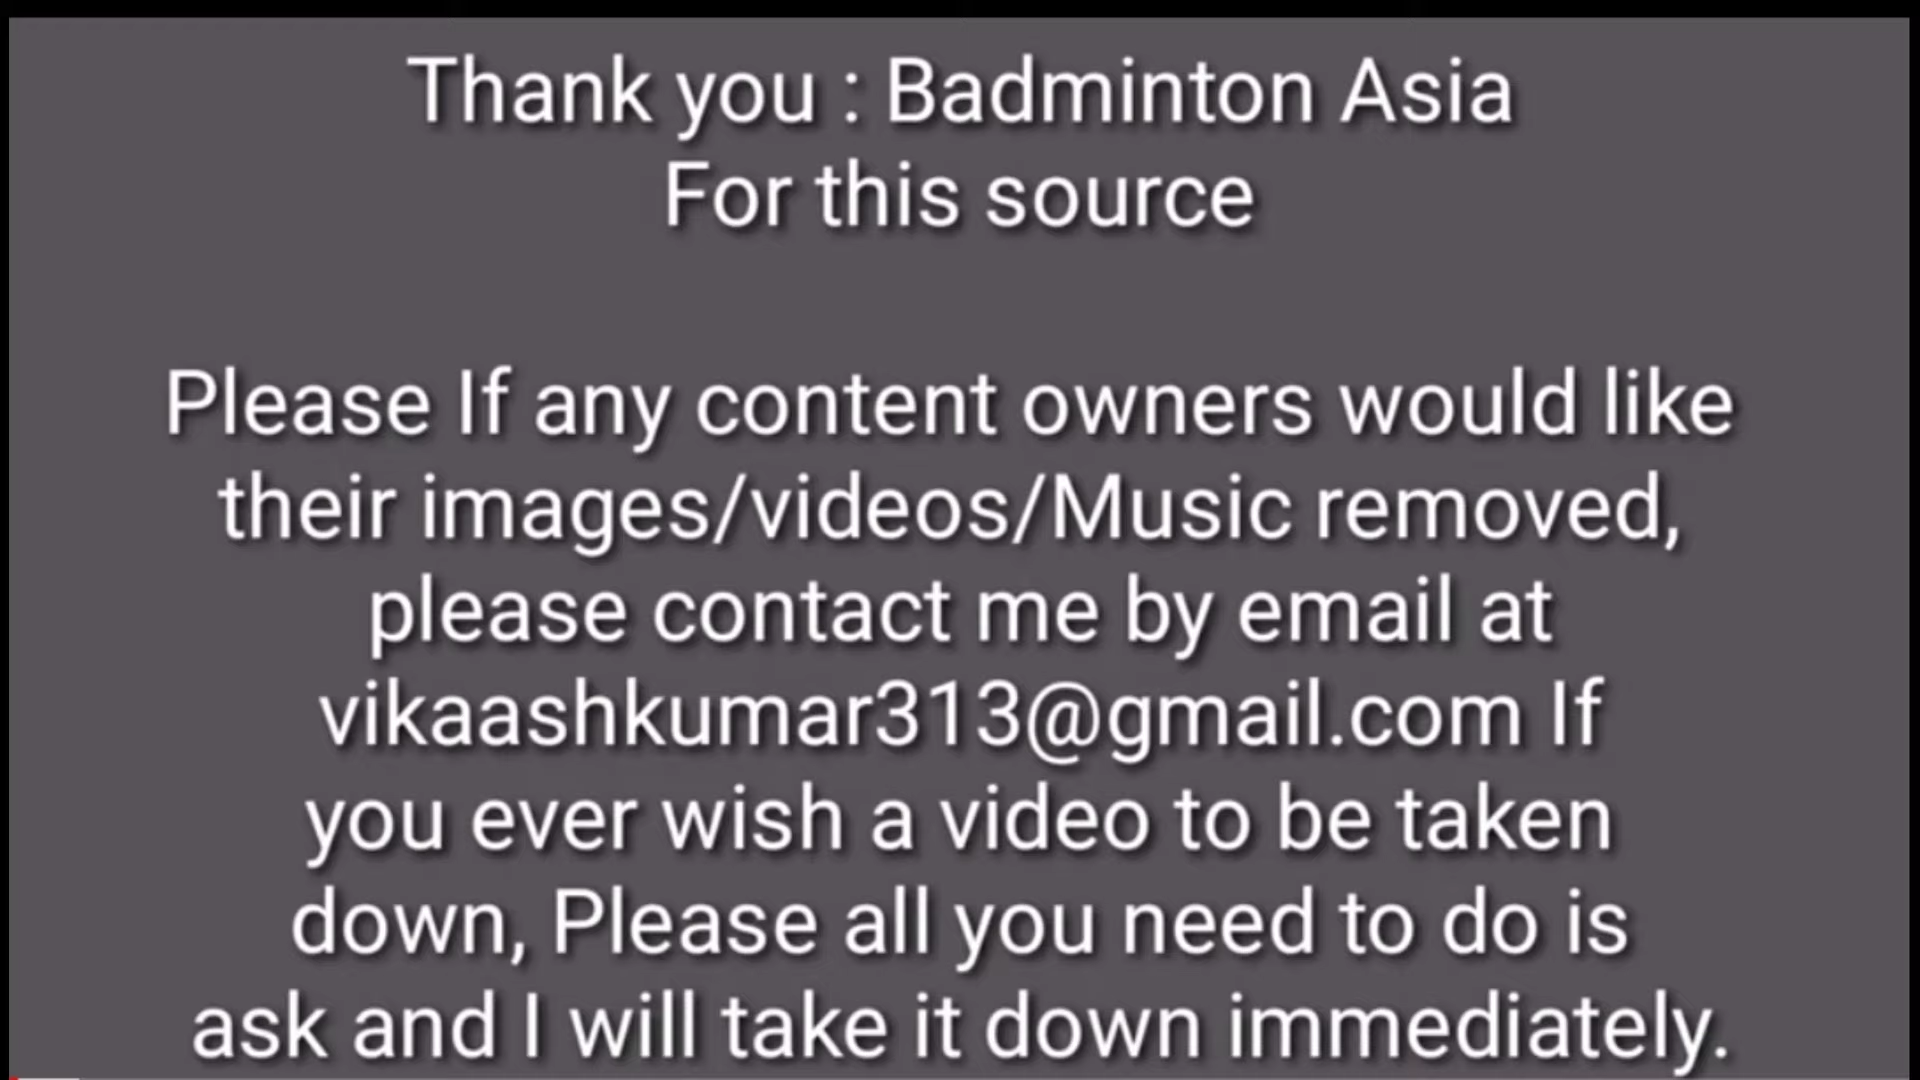 Thank you : Badminton Asia
For this source
Please If any content owners would like
their images/videos/Music removed,
please contact me by email at
vikaashkumar313@gmail.com If
you ever wish a video to be taken
down, Please all you need to do is
ask and I will take it down immediately.